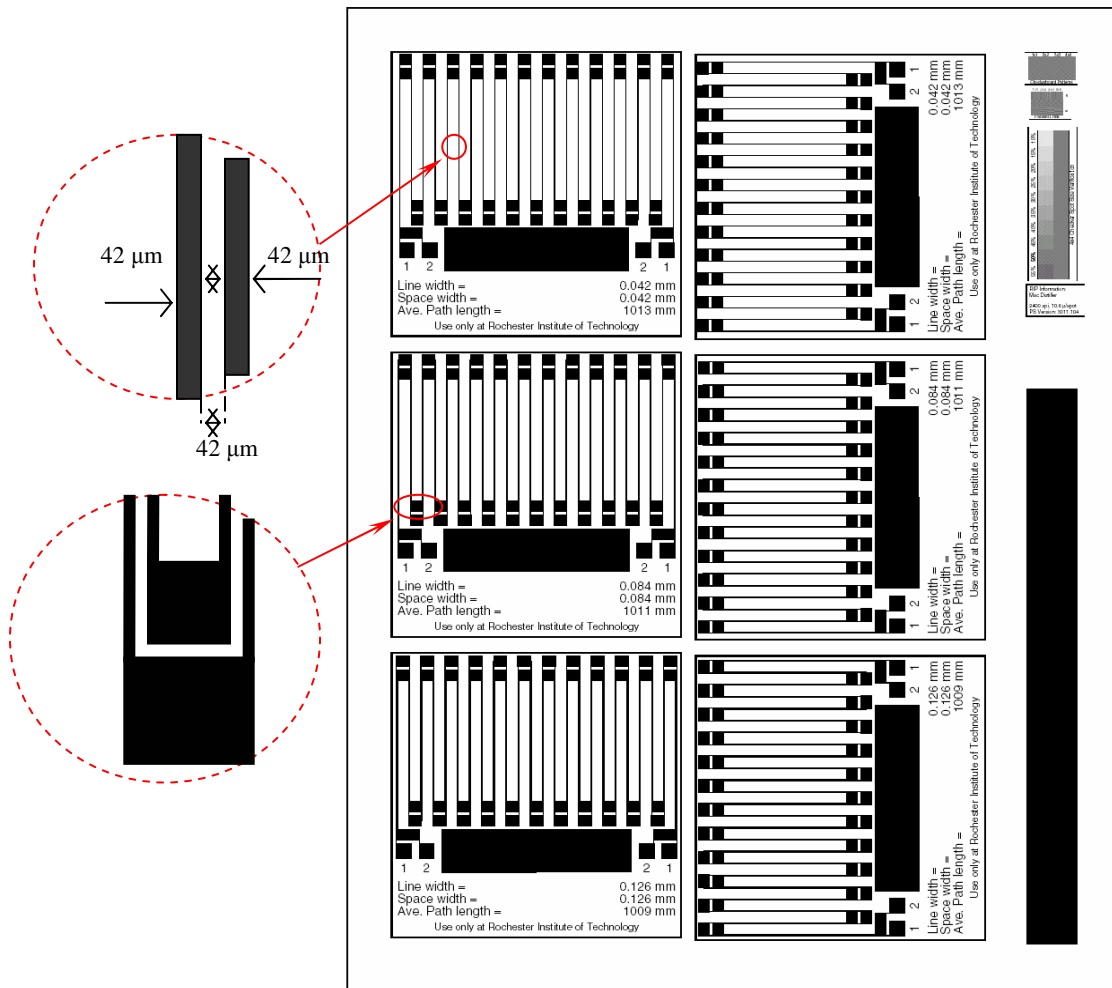 42 μm
42 μm
42 μm
1 2 2 1
Line width = 0.042 mm
Space width = 0.042 mm
Ave. Path length = 1013 mm
Use only at Rochester Institute of Technology
1 2 2 1
Line width = 0.084 mm
Space width = 0.084 mm
Ave. Path length = 1011 mm
Use only at Rochester Institute of Technology
1 2 2 1
Line width = 0.126 mm
Space width = 0.126 mm
Ave. Path length = 1009 mm
Use only at Rochester Institute of Technology
1 2 2 1
Line width = 0.042 mm
Space width = 0.042 mm
Ave. Path length = 1013 mm
Use only at Rochester Institute of Technology
1 2 2 1
Line width = 0.084 mm
Space width = 0.084 mm
Ave. Path length = 1011 mm
Use only at Rochester Institute of Technology
1 2 2 1
Line width = 0.126 mm
Space width = 0.126 mm
Ave. Path length = 1009 mm
Use only at Rochester Institute of Technology
RIP Information:
Mac Distiller